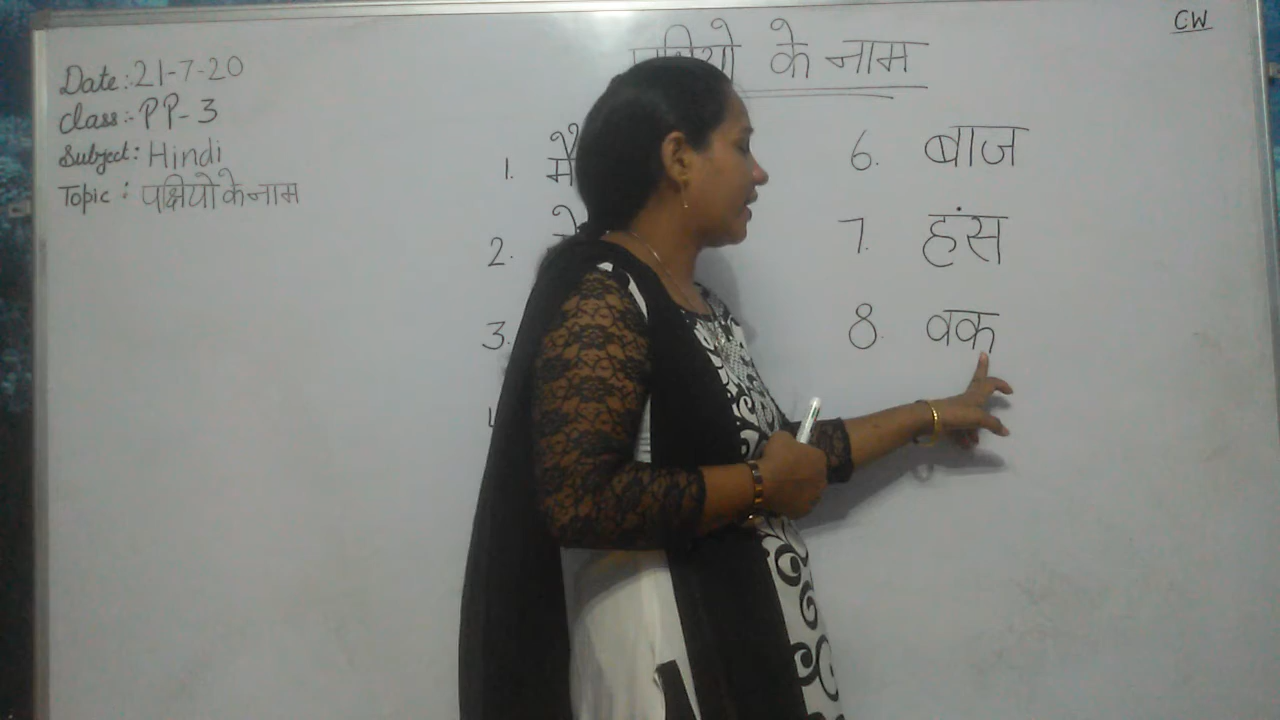 CW
Date:-21-7-20
Class:- PP-3
Subject: Hindi
Topic : पक्षियो के नाम
के नाम
1.
2.
3.
6. बाज
7. हंस
8. वक